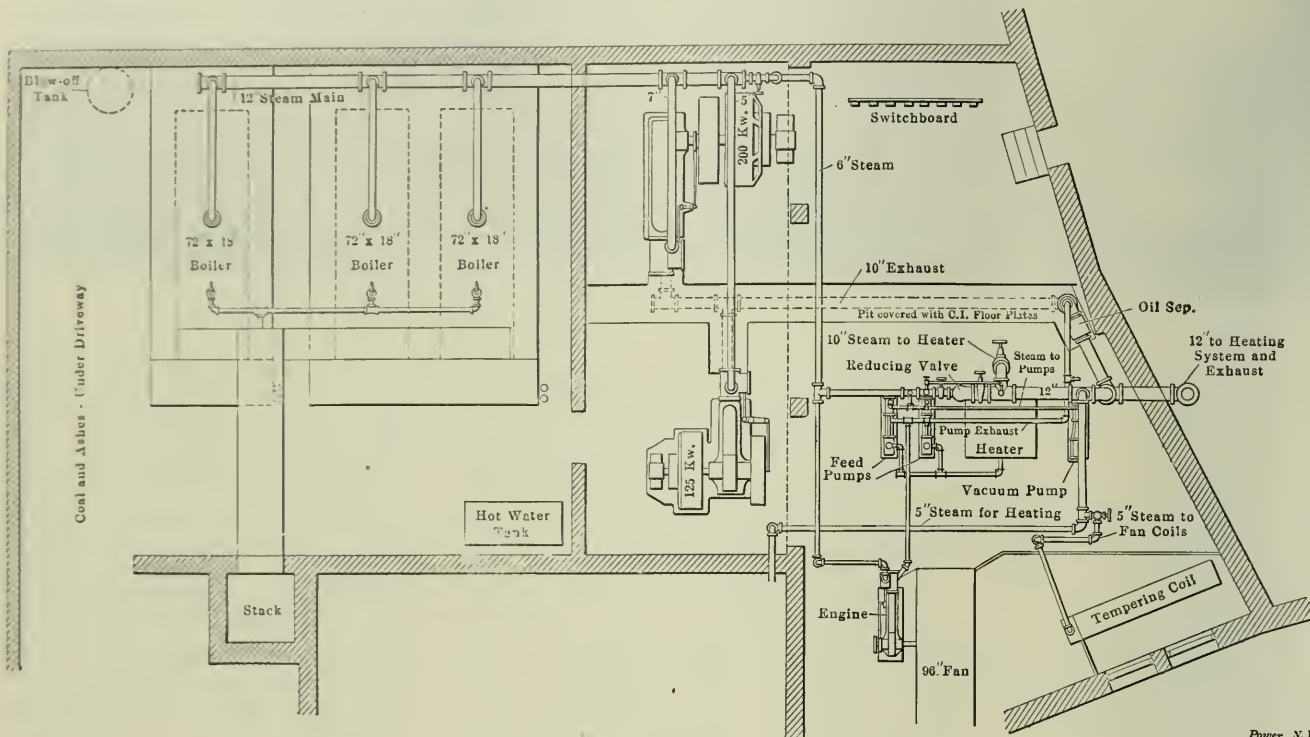 Blow-off
Tank
12" Steam Main
7"
5
200 Kw.
Switchboard
6" Steam
72 x 18
Boiler
72" x 18"
Boiler
72" x 18'
Boiler
10" Exhaust
Pit covered with C.I. Floor Plates
Oil Sep.
10" Steam to Heater
Steam to
Pumps
Reducing Valve
12"
12" to Heating
System and
Exhaust
Coal and Ashes - Under Driveway
125 Kw.
Pump Exhaust
Heater
Feed
Pumps
Vacuum Pump
Hot Water
Tank
5" Steam for Heating
5" Steam to
Fan Coils
Stack
Engine
Tempering Coil
96" Fan
Power, N.Y.